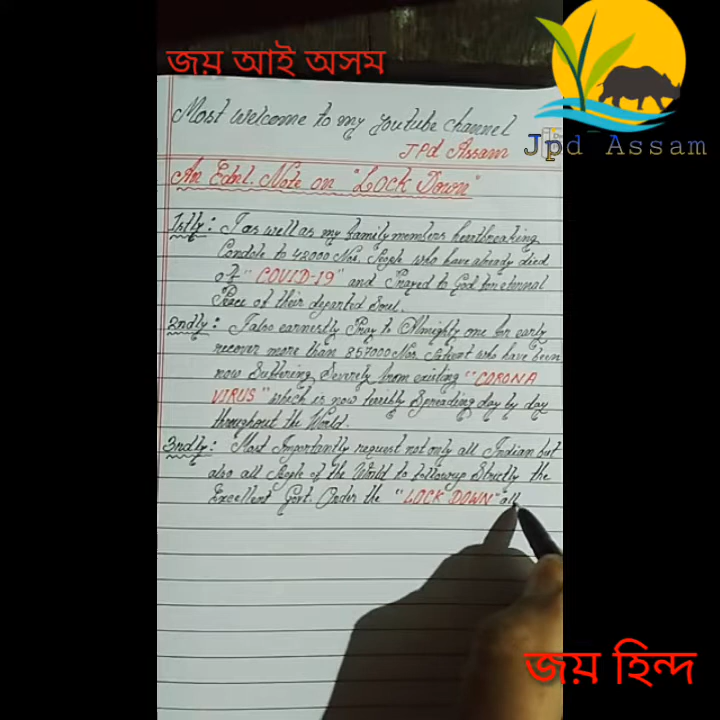 জয় আই অসম
Jpd Assam
Most welcome to my youtube channel
JPd Assam
An Ednl. Note on "Lock Down"
1stly: I as well as my family members heartbreaking
Condole to 42000 Nos. People who have already died
of "COVID-19" and Prayed to God for eternal
Peace of their departed Soul.
2ndly: I also earnestly Pray to Almighty one for early
recover more than 857000 Nos. Patient who have been
now Suffering Severely from existing "CORONA
VIRUS" which is now terribly Spreading day by day
throughout the World.
3ndly: Most Importantly request not only all Indian but
also all People of the World to followup Strictly the
Excellent Govt. Order the "LOCK DOWN" all
জয় হিন্দ